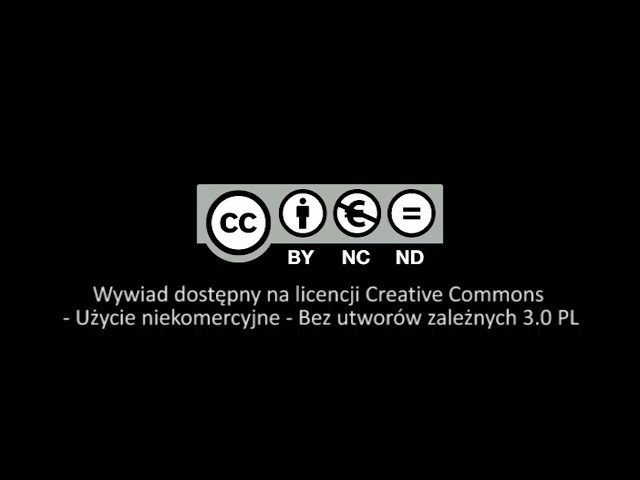 cc
BY NC ND
Wywiad dostępny na licencji Creative Commons
- Użycie niekomercyjne - Bez utworów zależnych 3.0 PL